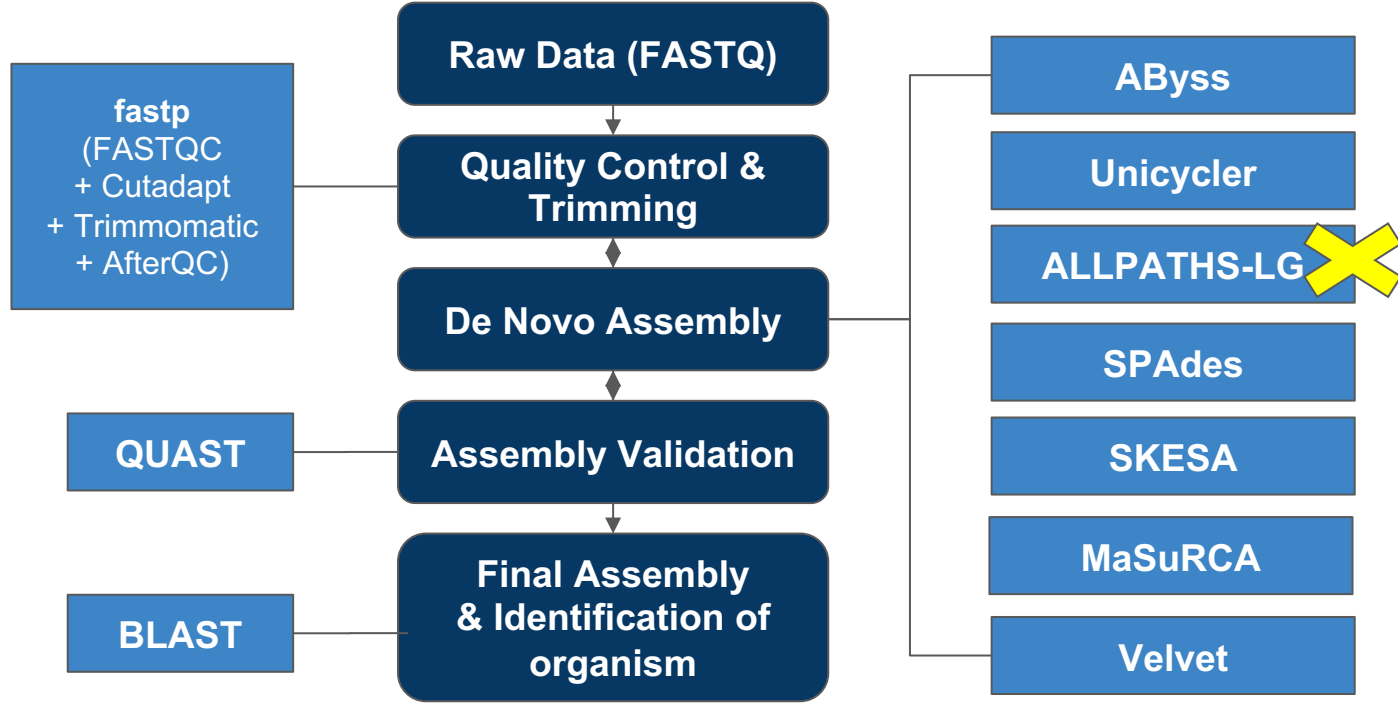 Raw Data (FASTQ)
fastp
(FASTQC
+ Cutadapt
+ Trimmomatic
+ AfterQC)
Quality Control &
Trimming
De Novo Assembly
QUAST
Assembly Validation
BLAST
Final Assembly
& Identification of
organism
AByss
Unicycler
ALLPATHS-LG
SPAdes
SKESA
MaSuRCA
Velvet